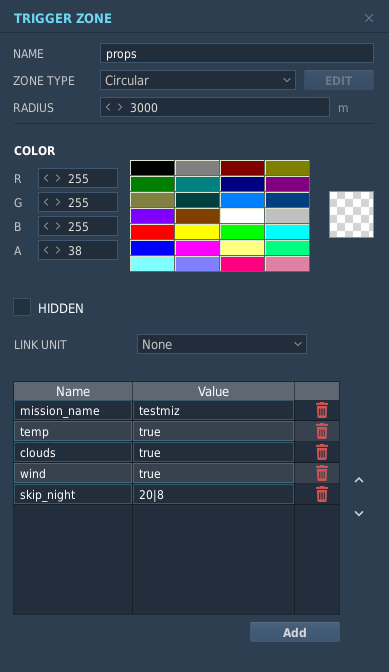 TRIGGER ZONE
NAME props
ZONE TYPE Circular EDIT
RADIUS 3000 m
COLOR
R 255
G 255
B 255
A 38
HIDDEN
LINK UNIT None
Name Value
mission_name testmiz
temp true
clouds true
wind true
skip_night 20|8
Add